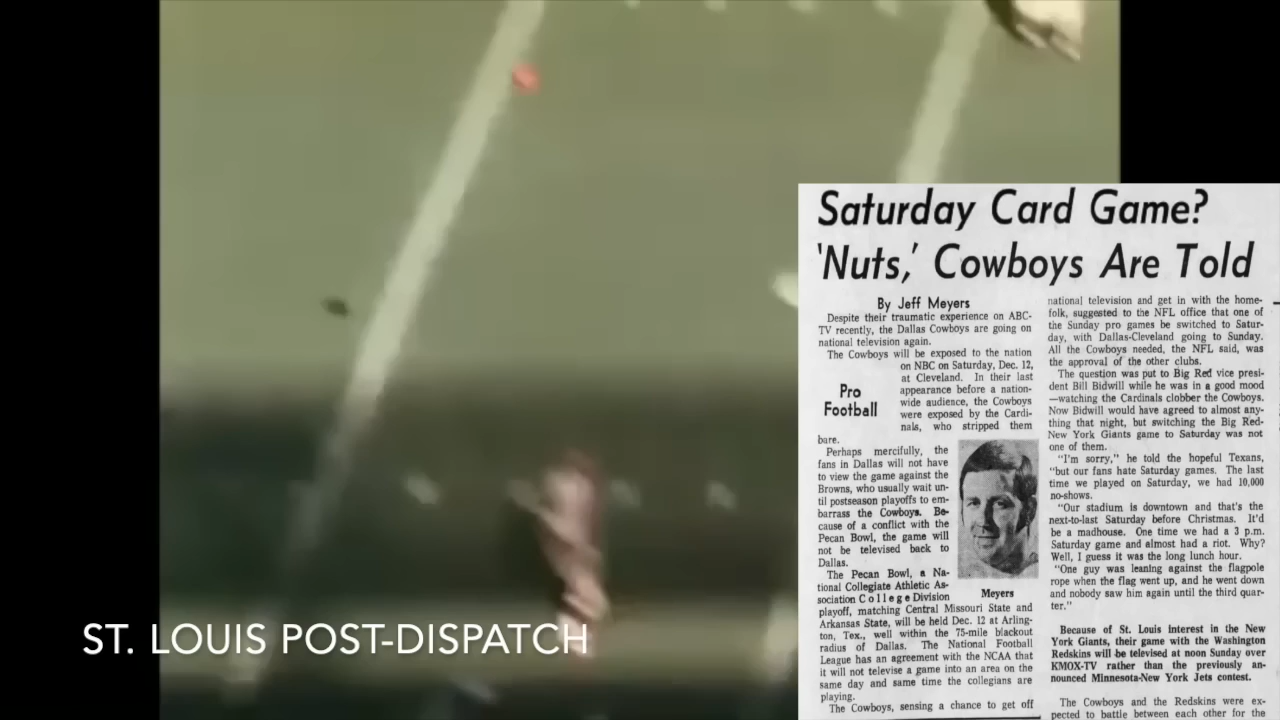 Saturday Card Game?
'Nuts,' Cowboys Are Told
By Jeff Meyers
Despite their traumatic experience on ABC-
TV recently, the Dallas Cowboys are going on
national television again.
The Cowboys will be exposed to the nation
on NBC on Saturday, Dec. 12,
at Cleveland. In their last
appearance before a nation-
wide audience, the Cowboys
were exposed by the Cardi-
nals, who stripped them
bare.
Pro
Football
Perhaps mercifully, the
fans in Dallas will not have
to view the game against the
Browns, who usually wait un-
til postseason playoffs to em-
barrass the Cowboys. Be-
cause of a conflict with the
Pecan Bowl, the game will
not be televised back to
Dallas.
The Pecan Bowl, a Na-
tional Collegiate Athletic As-
sociation College Division
playoff, matching Central Missouri State and
Arkansas State, will be held Dec. 12 at Arling-
ton, Tex., well within the 75-mile blackout
radius of Dallas. The National Football
League has an agreement with the NCAA that
it will not televise a game into an area on the
same day and same time the collegians are
playing.
The Cowboys, sensing a chance to get off
Meyers
national television and get in with the home-
folk, suggested to the NFL office that one of
the Sunday pro games be switched to Satur-
day, with Dallas-Cleveland going to Sunday.
All the Cowboys needed, the NFL said, was
the approval of the other clubs.
The question was put to Big Red vice presi-
dent Bill Bidwill while he was in a good mood
—watching the Cardinals clobber the Cowboys.
Now Bidwill would have agreed to almost any-
thing that night, but switching the Big Red-
New York Giants game to Saturday was not
one of them.
"I'm sorry," he told the hopeful Texans,
"but our fans hate Saturday games. The last
time we played on Saturday, we had 10,000
no-shows.
"Our stadium is downtown and that's the
next-to-last Saturday before Christmas. It'd
be a madhouse. One time we had a 3 p.m.
Saturday game and almost had a riot. Why?
Well, I guess it was the long lunch hour.
"One guy was leaning against the flagpole
rope when the flag went up, and he went down
and nobody saw him again until the third quar-
ter."
Because of St. Louis interest in the New
York Giants, their game with the Washington
Redskins will be televised at noon Sunday over
KMOX-TV rather than the previously an-
nounced Minnesota-New York Jets contest.
The Cowboys and the Redskins were ex-
pected to battle between each other for the
ST. LOUIS POST-DISPATCH